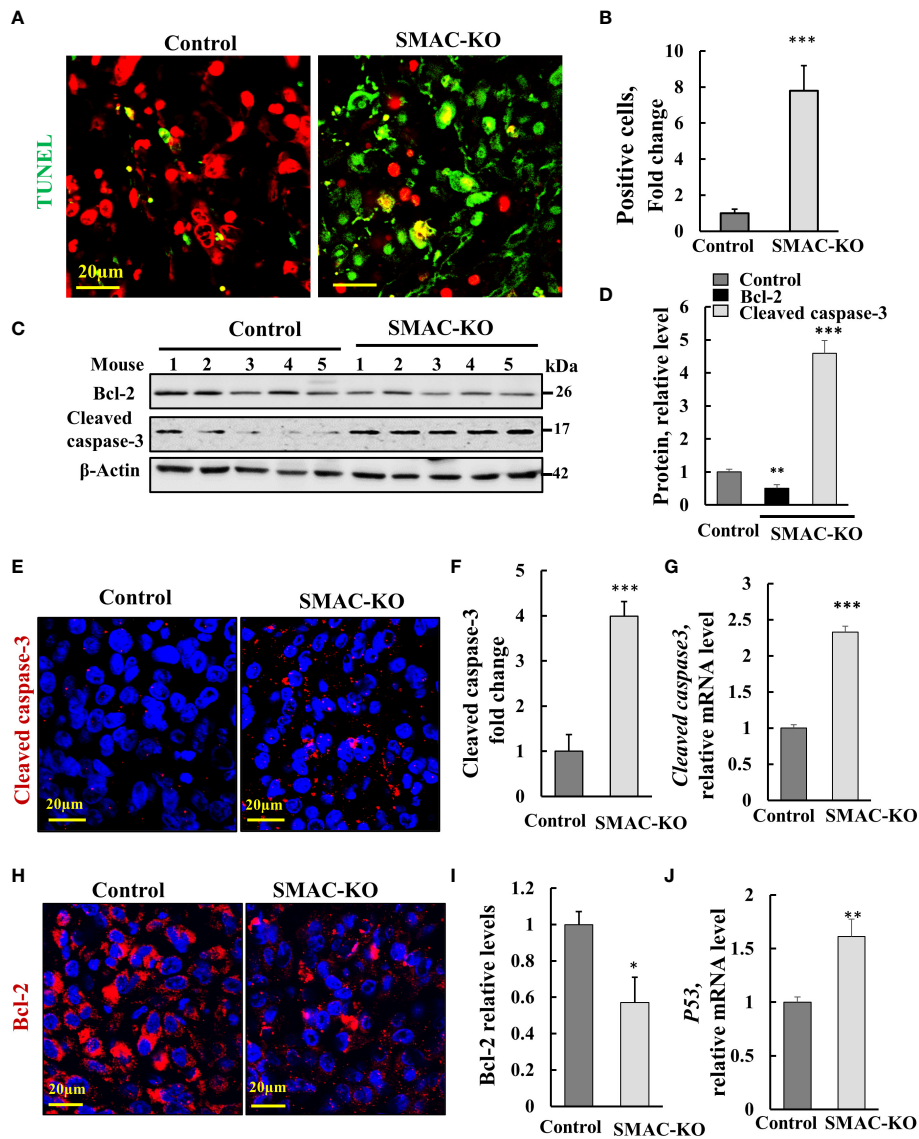 A
Control
SMAC-KO
TUNEL
20µm
B
***
Positive cells,
Fold change
10
8
6
4
2
0
Control
SMAC-KO
C
Control
SMAC-KO
Mouse
1 2 3 4 5 1 2 3 4 5
kDa
Bcl-2
26
Cleaved
caspase-3
17
β-Actin
42
D
Control
Bcl-2
Cleaved caspase-3
***
**
Protein, relative level
6
5
4
3
2
1
0
Control
SMAC-KO
E
Control
SMAC-KO
Cleaved caspase-3
20µm
20µm
F
***
Cleaved caspase-3
fold change
5
4
3
2
1
0
Control
SMAC-KO
G
***
Cleaved caspase3,
relative mRNA level
3
2.5
2
1.5
1
0.5
0
Control
SMAC-KO
H
Control
SMAC-KO
Bcl-2
20µm
20µm
I
*
Bcl-2 relative levels
1.2
1
0.8
0.6
0.4
0.2
0
Control
SMAC-KO
J
**
P53,
relative mRNA level
2
1.5
1
0.5
0
Control
SMAC-KO